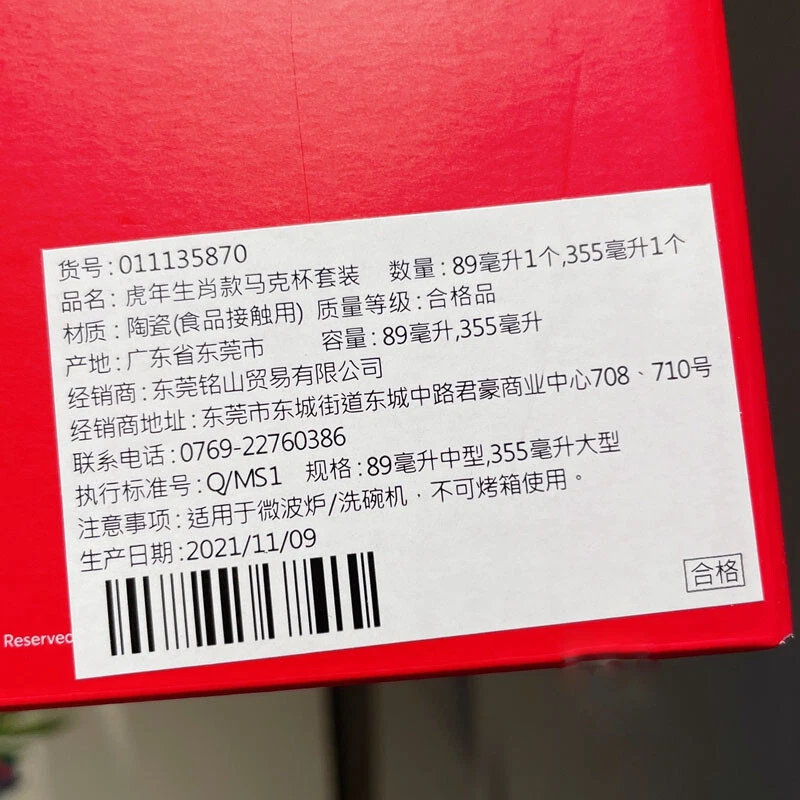 货号:011135870
品名: 虎年生肖款马克杯套装 数量:89毫升1个,355毫升1个
材质:陶瓷(食品接触用) 质量等级:合格品
产地:广东省东莞市 容量:89毫升,355毫升
经销商:东莞铭山贸易有限公司
经销商地址:东莞市东城街道东城中路君豪商业中心708、710号
联系电话:0769-22760386
执行标准号:Q/MS1 规格:89毫升中型,355毫升大型
注意事项:适用于微波炉/洗碗机,不可烤箱使用。
生产日期:2021/11/09
合格
Reserved